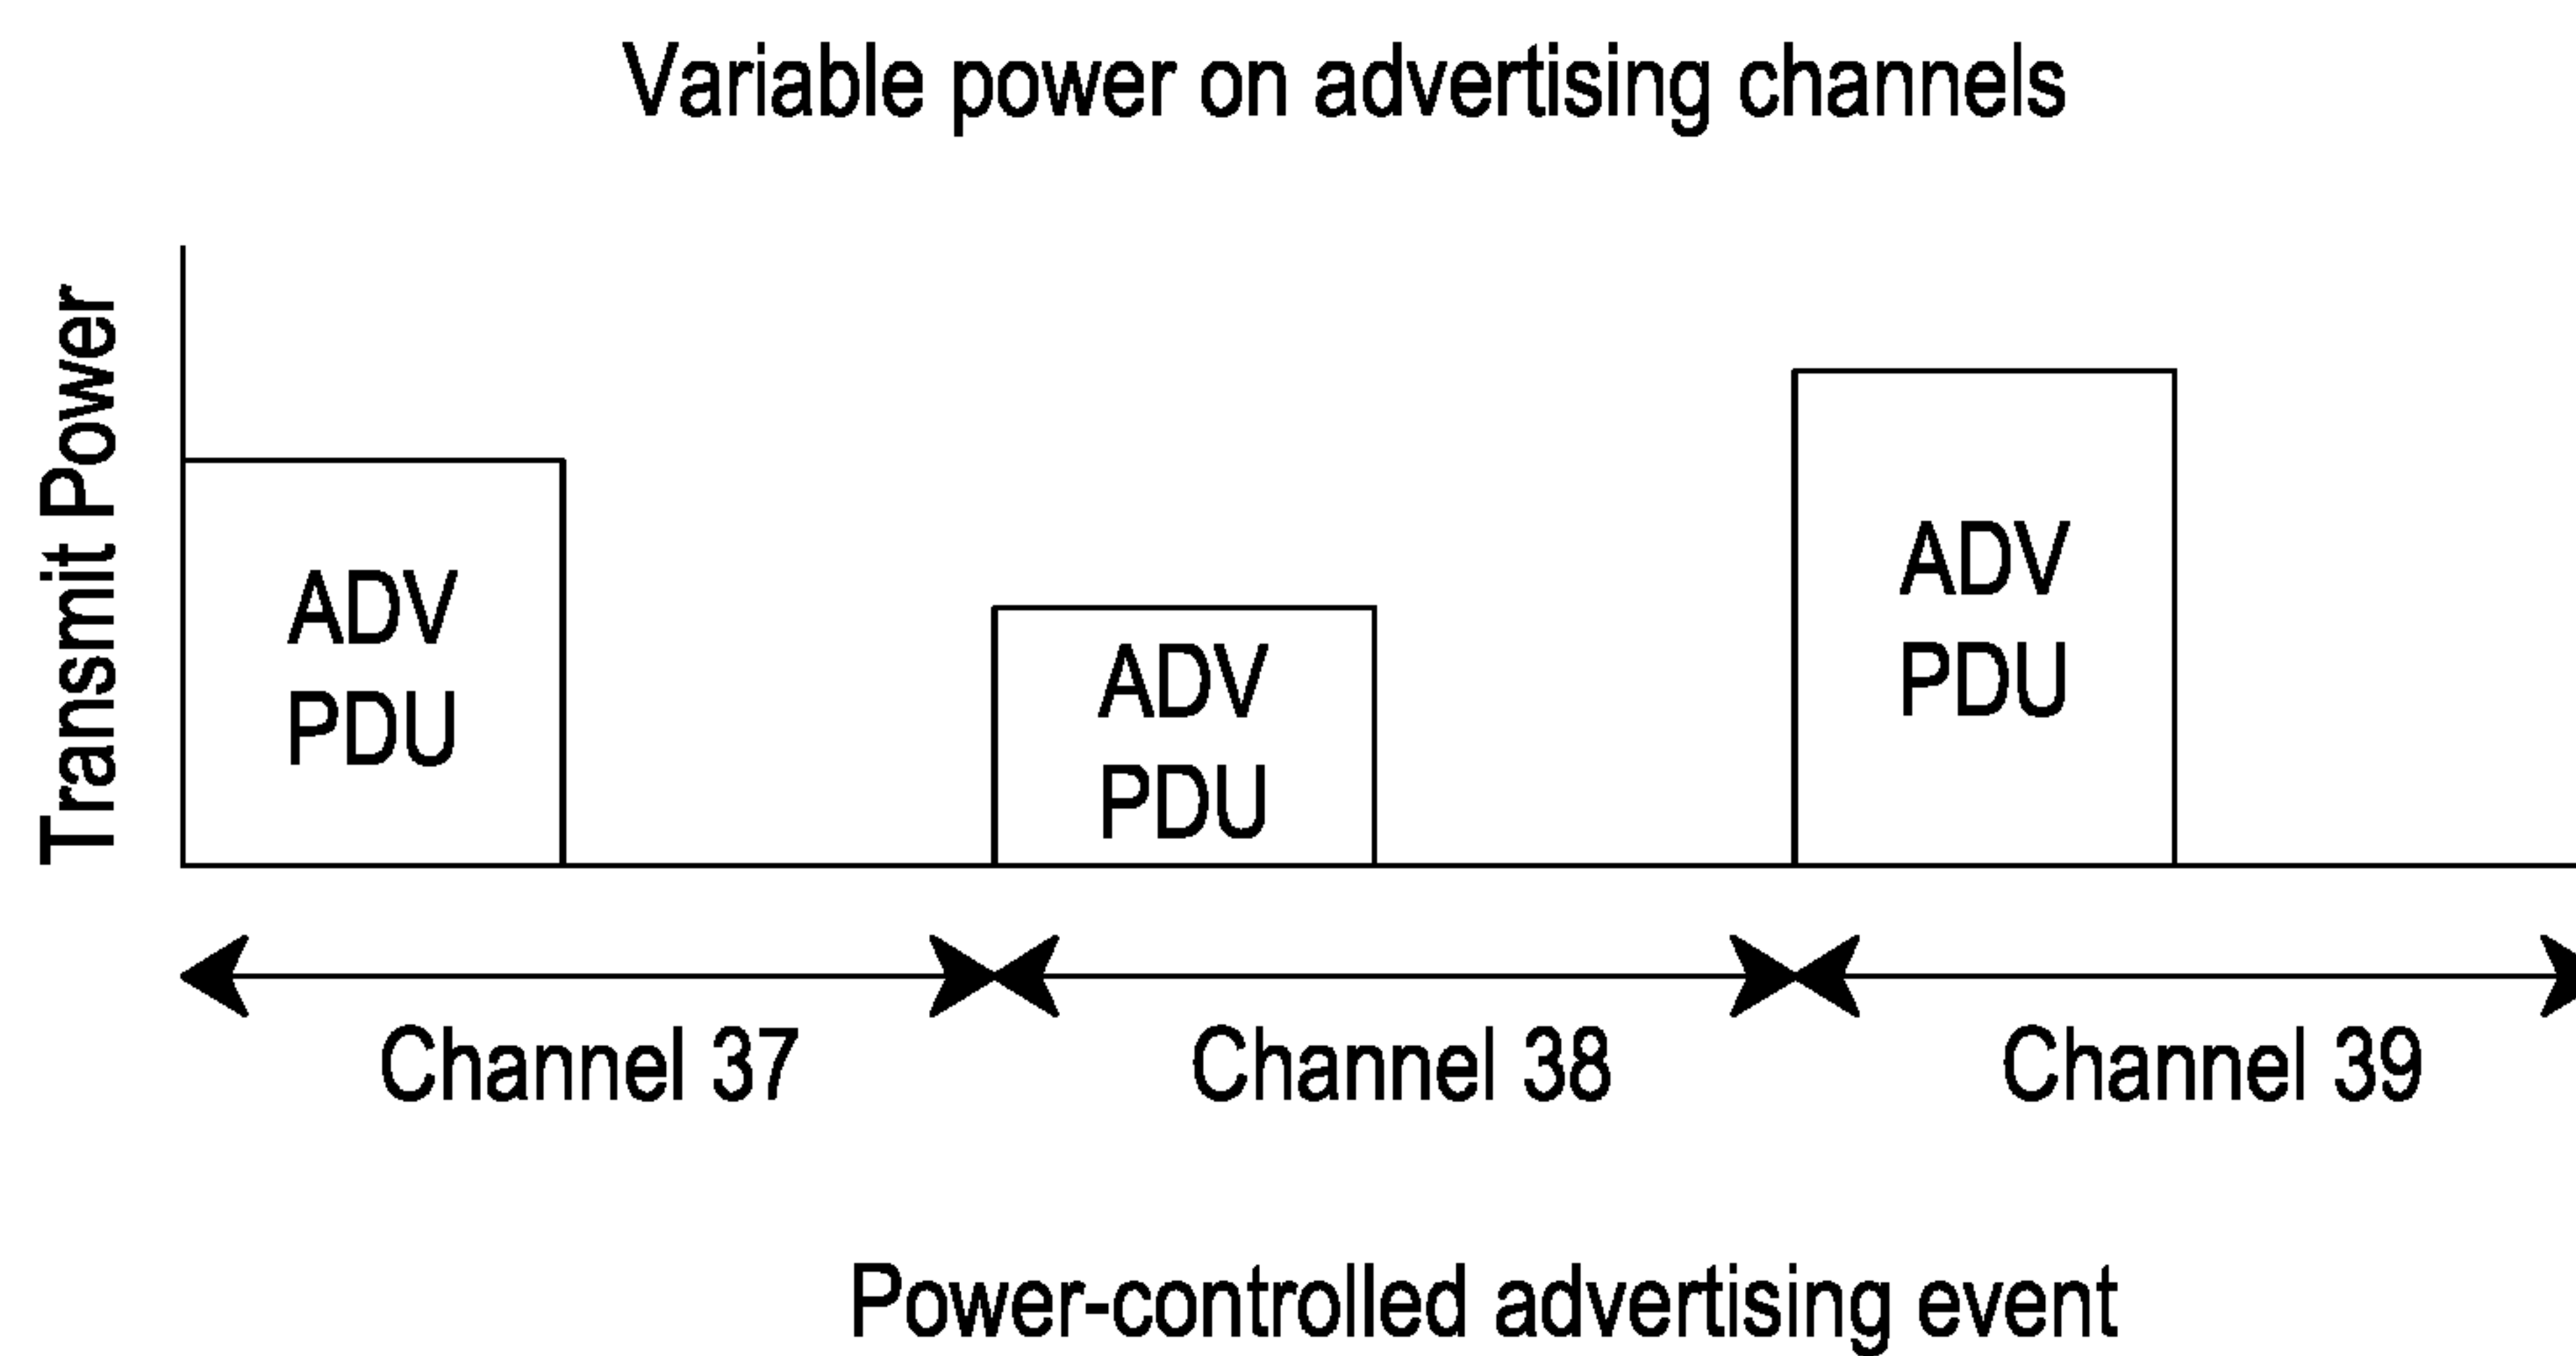 Variable power on advertising channels
Transmit Power
ADV
PDU
ADV
PDU
ADV
PDU
Channel 37
Channel 38
Channel 39
Power-controlled advertising event